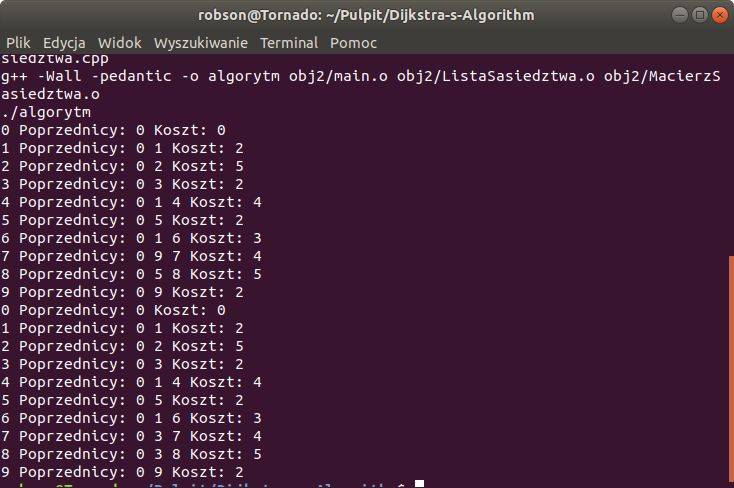 robson@Tornado: ~/Pulpit/Dijkstra-s-Algorithm
Plik Edycja Widok Wyszukiwanie Terminal Pomoc
siedztwa.cpp
g++ -Wall -pedantic -o algorytm obj2/main.o obj2/ListaSasiedztwa.o obj2/MacierzS
asiedztwa.o
./algorytm
0 Poprzednicy: 0 Koszt: 0
1 Poprzednicy: 0 1 Koszt: 2
2 Poprzednicy: 0 2 Koszt: 5
3 Poprzednicy: 0 3 Koszt: 2
4 Poprzednicy: 0 1 4 Koszt: 4
5 Poprzednicy: 0 5 Koszt: 2
6 Poprzednicy: 0 1 6 Koszt: 3
7 Poprzednicy: 0 9 7 Koszt: 4
8 Poprzednicy: 0 5 8 Koszt: 5
9 Poprzednicy: 0 9 Koszt: 2
0 Poprzednicy: 0 Koszt: 0
1 Poprzednicy: 0 1 Koszt: 2
2 Poprzednicy: 0 2 Koszt: 5
3 Poprzednicy: 0 3 Koszt: 2
4 Poprzednicy: 0 1 4 Koszt: 4
5 Poprzednicy: 0 5 Koszt: 2
6 Poprzednicy: 0 1 6 Koszt: 3
7 Poprzednicy: 0 3 7 Koszt: 4
8 Poprzednicy: 0 3 8 Koszt: 5
9 Poprzednicy: 0 9 Koszt: 2
robson@Tornado:~/Pulpit/Dijkstra-s-Algorithm$